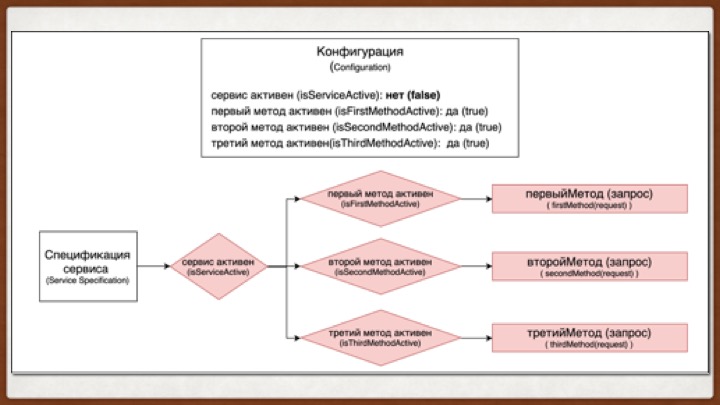 Конфигурация
(Configuration)
сервис активен (isServiceActive): нет (false)
первый метод активен (isFirstMethodActive): да (true)
второй метод активен (isSecondMethodActive): да (true)
третий метод активен(isThirdMethodActive): да (true)
Спецификация
сервиса
(Service Specification)
сервис активен
(isServiceActive)
первый метод активен
(isFirstMethodActive)
первыйМетод (запрос)
( firstMethod(request) )
второй метод активен
(isSecondMethodActive)
второйМетод (запрос)
( secondMethod(request) )
третий метод активен
(isThirdMethodActive)
третийМетод (запрос)
( thirdMethod(request) )